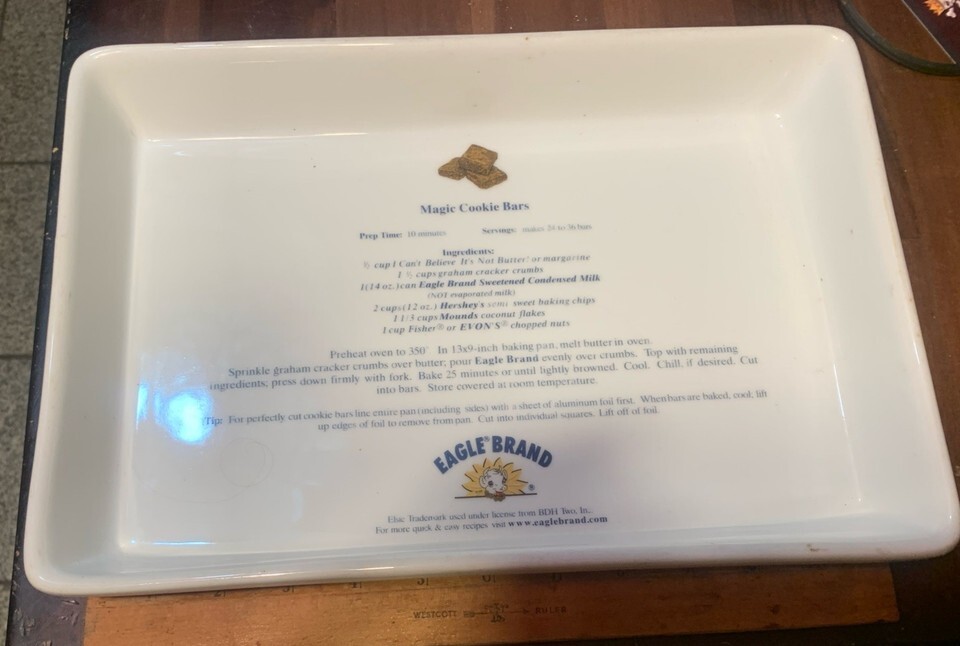 Magic Cookie Bars
Prep Time: 10 minutes Servings: makes to 36 bars
Ingredients:
½ cup I Can't Believe It's Not Butter! or margarine
1 ½ cups graham cracker crumbs
1(14 oz.)can Eagle Brand Sweetened Condensed Milk
(NOT evaporated milk)
2 cups(12 oz.) Hershey's semi sweet baking chips
1 1/3 cups Mounds coconut flakes
1 cup Fisher® or EVON'S® chopped nuts
Preheat oven to 350° In 13x9-inch baking pan, melt butter in oven.
Sprinkle graham cracker crumbs over butter; pour Eagle Brand evenly over crumbs. Top with remaining
ingredients; press down firmly with fork. Bake 25 minutes or until lightly browned. Cool. Chill, if desired. Cut
into bars. Store covered at room temperature.
Tip: For perfectly cut cookie bars line entire pan (including sides) with a sheet of aluminum foil first. When bars are baked, cool, lift
up edges of foil to remove from pan. Cut into individual squares. Lift off of foil.
EAGLE® BRAND
®
Elsie Trademark used under license from BDH Two, In..
For more quick & easy recipes visit www.eaglebrand.com
WESTCOTT RULER